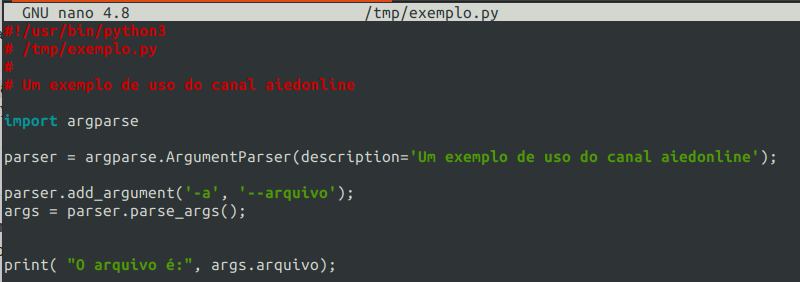 GNU nano 4.8 /tmp/exemplo.py
#!/usr/bin/python3
# /tmp/exemplo.py
#
# Um exemplo de uso do canal aiedonline
import argparse
parser = argparse.ArgumentParser(description='Um exemplo de uso do canal aiedonline');
parser.add_argument('-a', '--arquivo');
args = parser.parse_args();
print( "O arquivo é:", args.arquivo);